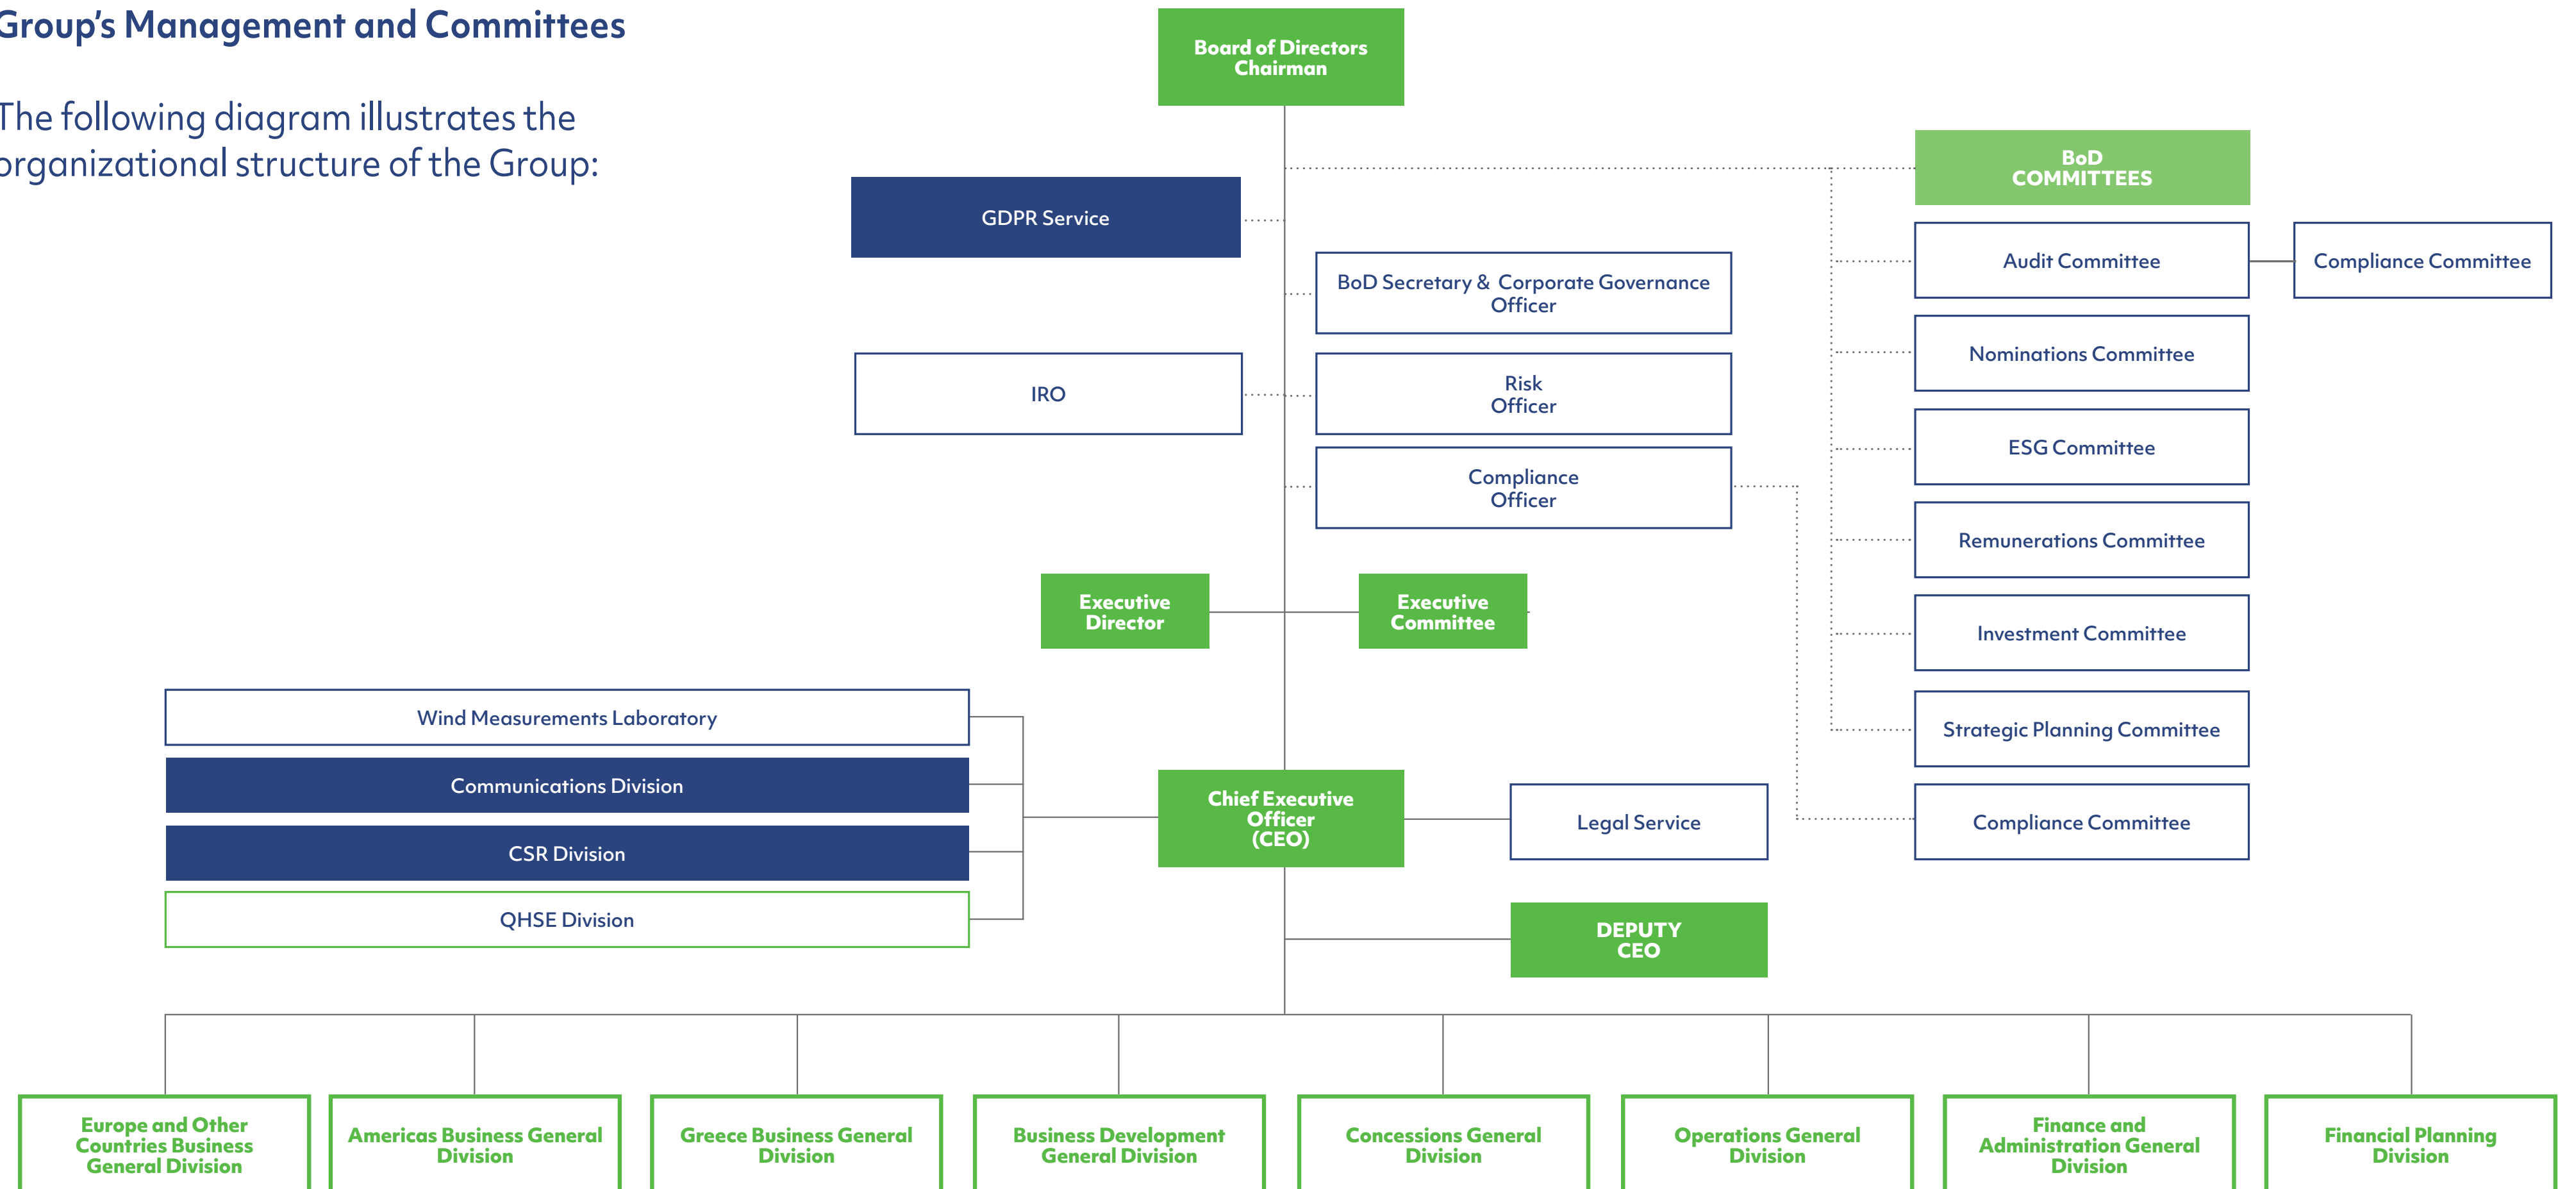 Group's Management and Committees
The following diagram illustrates the
organizational structure of the Group:
Board of Directors
Chairman
BoD
COMMITTEES
GDPR Service
Audit Committee
Compliance Committee
BoD Secretary & Corporate Governance
Officer
Nominations Committee
IRO
Risk
Officer
ESG Committee
Compliance
Officer
Remunerations Committee
Executive
Director
Executive
Committee
Investment Committee
Wind Measurements Laboratory
Strategic Planning Committee
Communications Division
Chief Executive
Officer
(CEO)
Legal Service
Compliance Committee
CSR Division
QHSE Division
DEPUTY
CEO
Europe and Other
Countries Business
General Division
Americas Business General
Division
Greece Business General
Division
Business Development
General Division
Concessions General
Division
Operations General
Division
Finance and
Administration General
Division
Financial Planning
Division